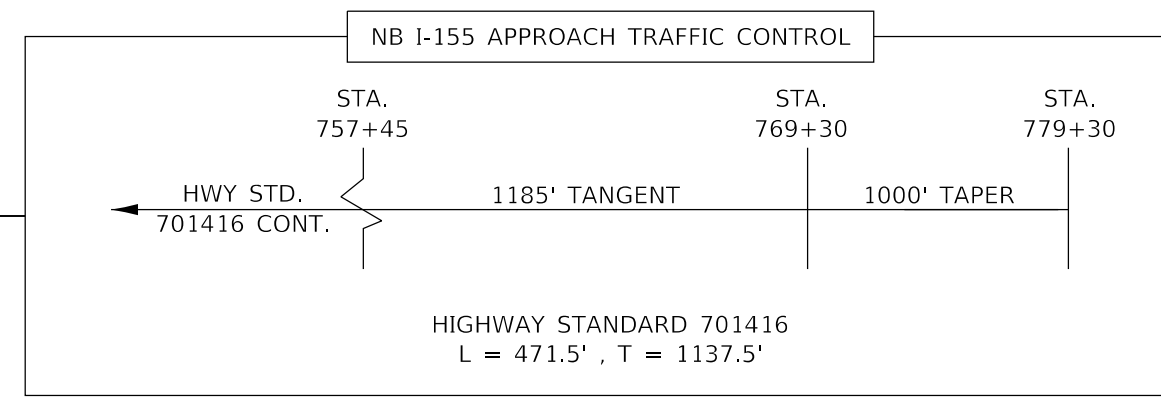 NB I-155 APPROACH TRAFFIC CONTROL
STA.
757+45
STA.
769+30
STA.
779+30
HWY STD.
701416 CONT.
1185' TANGENT
1000' TAPER
HIGHWAY STANDARD 701416
L = 471.5' , T = 1137.5'